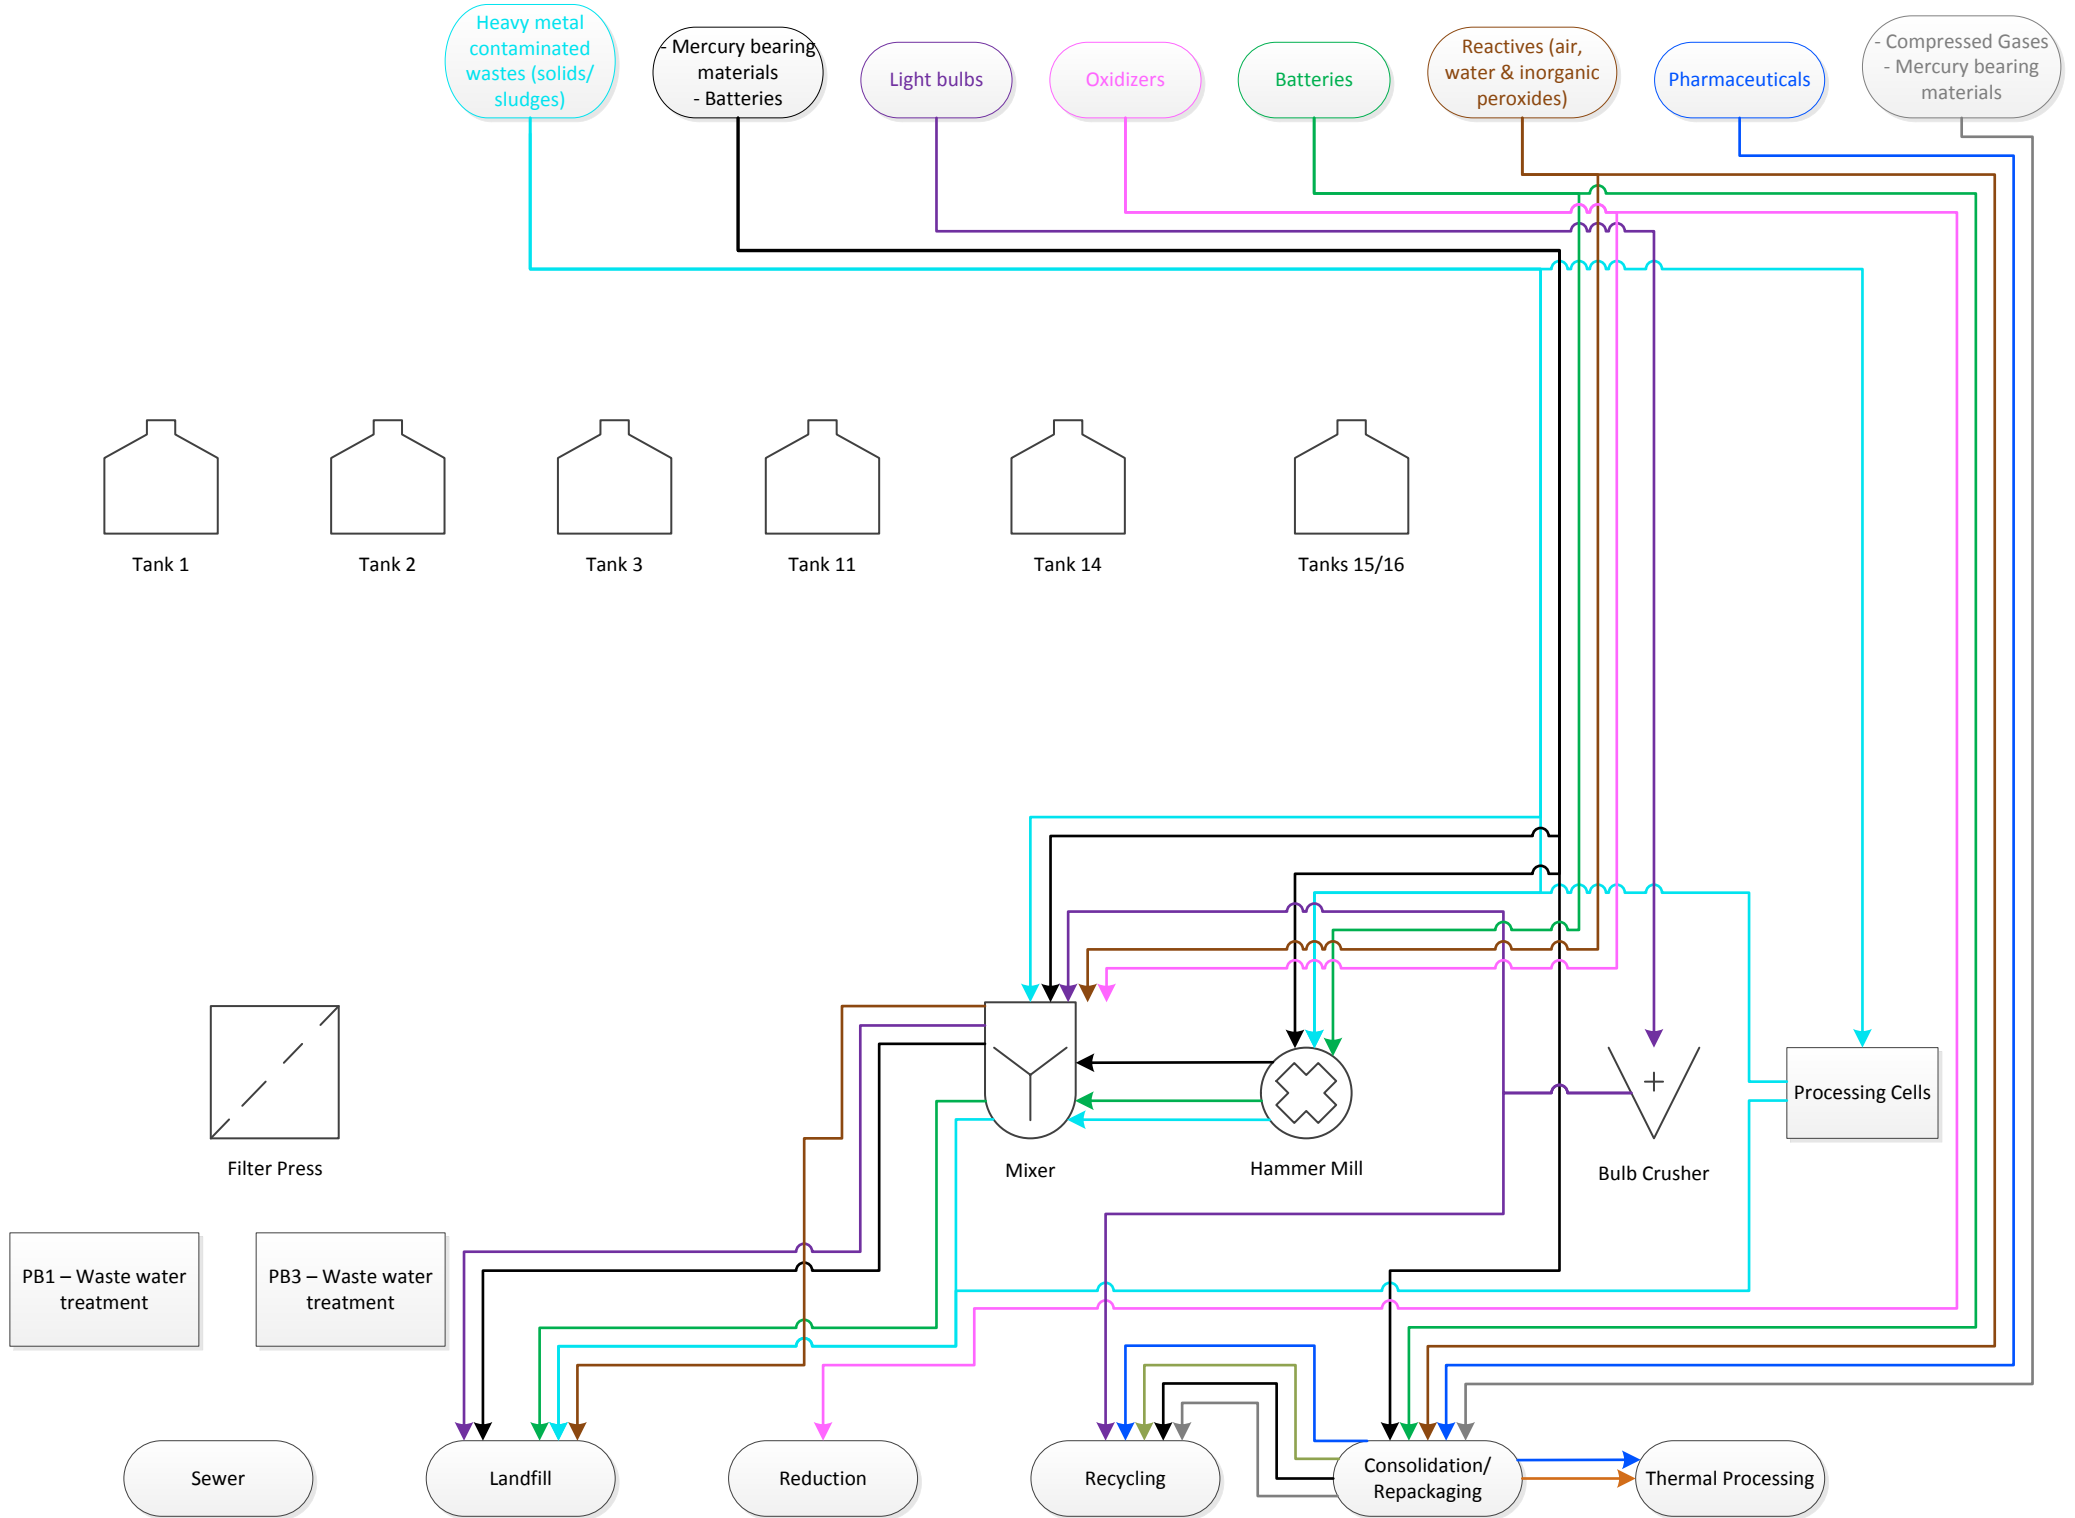 Heavy metal
contaminated
wastes (solids/
sludges)
- Mercury bearing
materials
- Batteries
Light bulbs
Oxidizers
Batteries
Reactives (air,
water & inorganic
peroxides)
Pharmaceuticals
- Compressed Gases
- Mercury bearing
materials
Tank 1
Tank 2
Tank 3
Tank 11
Tank 14
Tanks 15/16
Filter Press
Mixer
Hammer Mill
Bulb Crusher
Processing Cells
PB1 – Waste water
treatment
PB3 – Waste water
treatment
Sewer
Landfill
Reduction
Recycling
Consolidation/
Repackaging
Thermal Processing